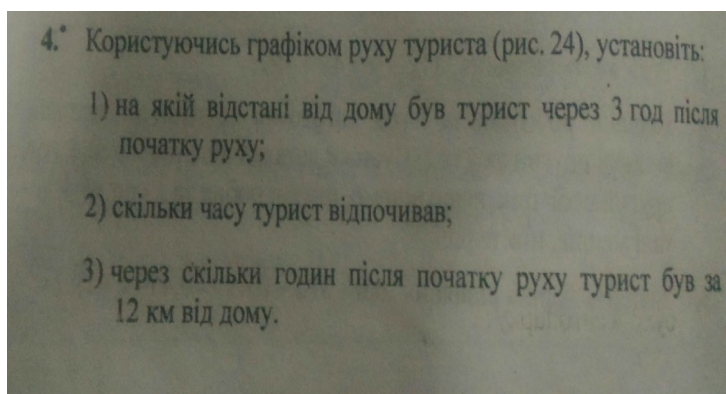 4.• Користуючись графіком руху туриста (рис. 24), установіть:
1) на якій відстані від дому був турист через 3 год після
початку руху;
2) скільки часу турист відпочивав;
3) через скільки годин після початку руху турист був за
12 км від дому.